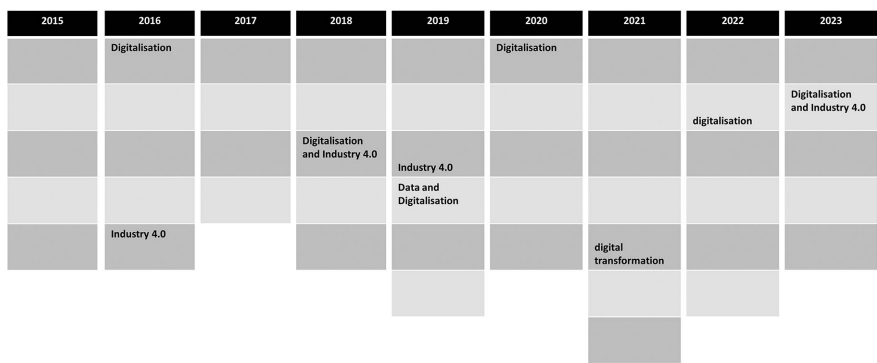 2015 2016 2017 2018 2019 2020 2021 2022 2023
Digitalisation
Digitalisation
Digitalisation
and Industry 4.0
digitalisation
Digitalisation
and Industry 4.0
Industry 4.0
Data and
Digitalisation
Industry 4.0
digital
transformation